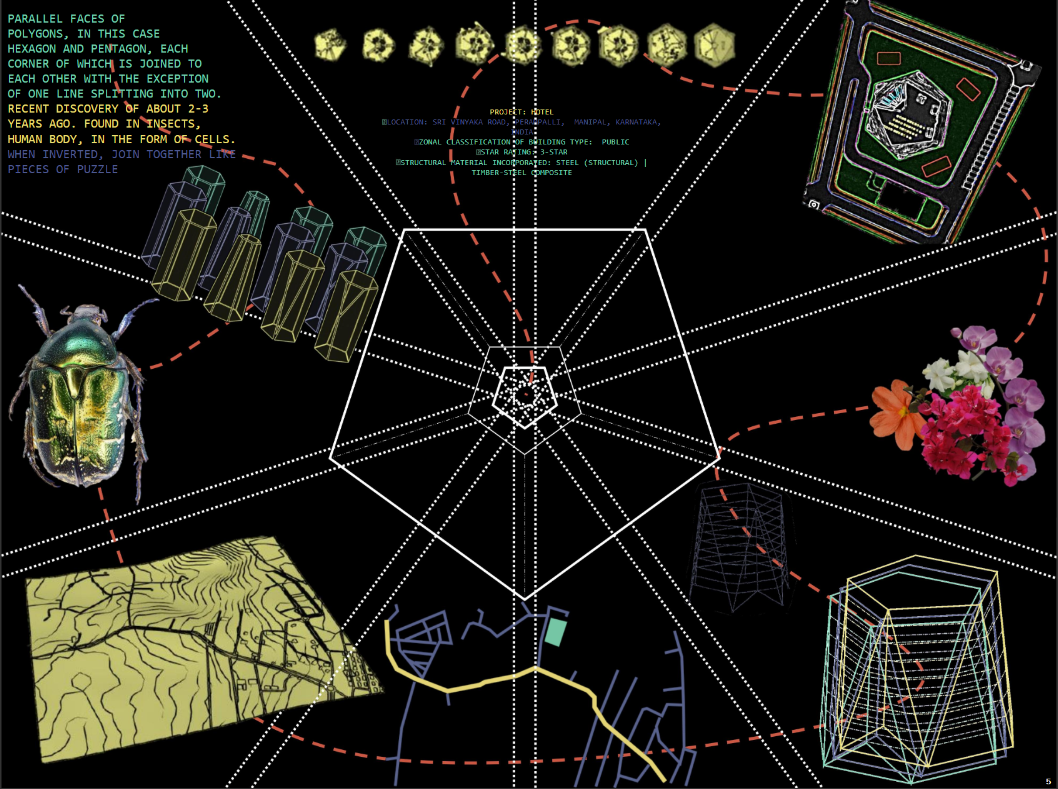 PARALLEL FACES OF
POLYGONS, IN THIS CASE
HEXAGON AND PENTAGON, EACH
CORNER OF WHICH IS JOINED TO
EACH OTHER WITH THE EXCEPTION
OF ONE LINE SPLITTING INTO TWO.
RECENT DISCOVERY OF ABOUT 2-3
YEARS AGO. FOUND IN INSECTS,
HUMAN BODY, IN THE FORM OF CELLS.
WHEN INVERTED, JOIN TOGETHER LIKE
PIECES OF PUZZLE
PROJECT: HOTEL
LOCATION: SRI VINYAKA ROAD, PERAMPALLI, MANIPAL, KARNATAKA,
INDIA
ZONAL CLASSIFICATION OF BUILDING TYPE: PUBLIC
STAR RATING: 3-STAR
STRUCTURAL MATERIAL INCORPORATED: STEEL (STRUCTURAL) |
TIMBER-STEEL COMPOSITE
5